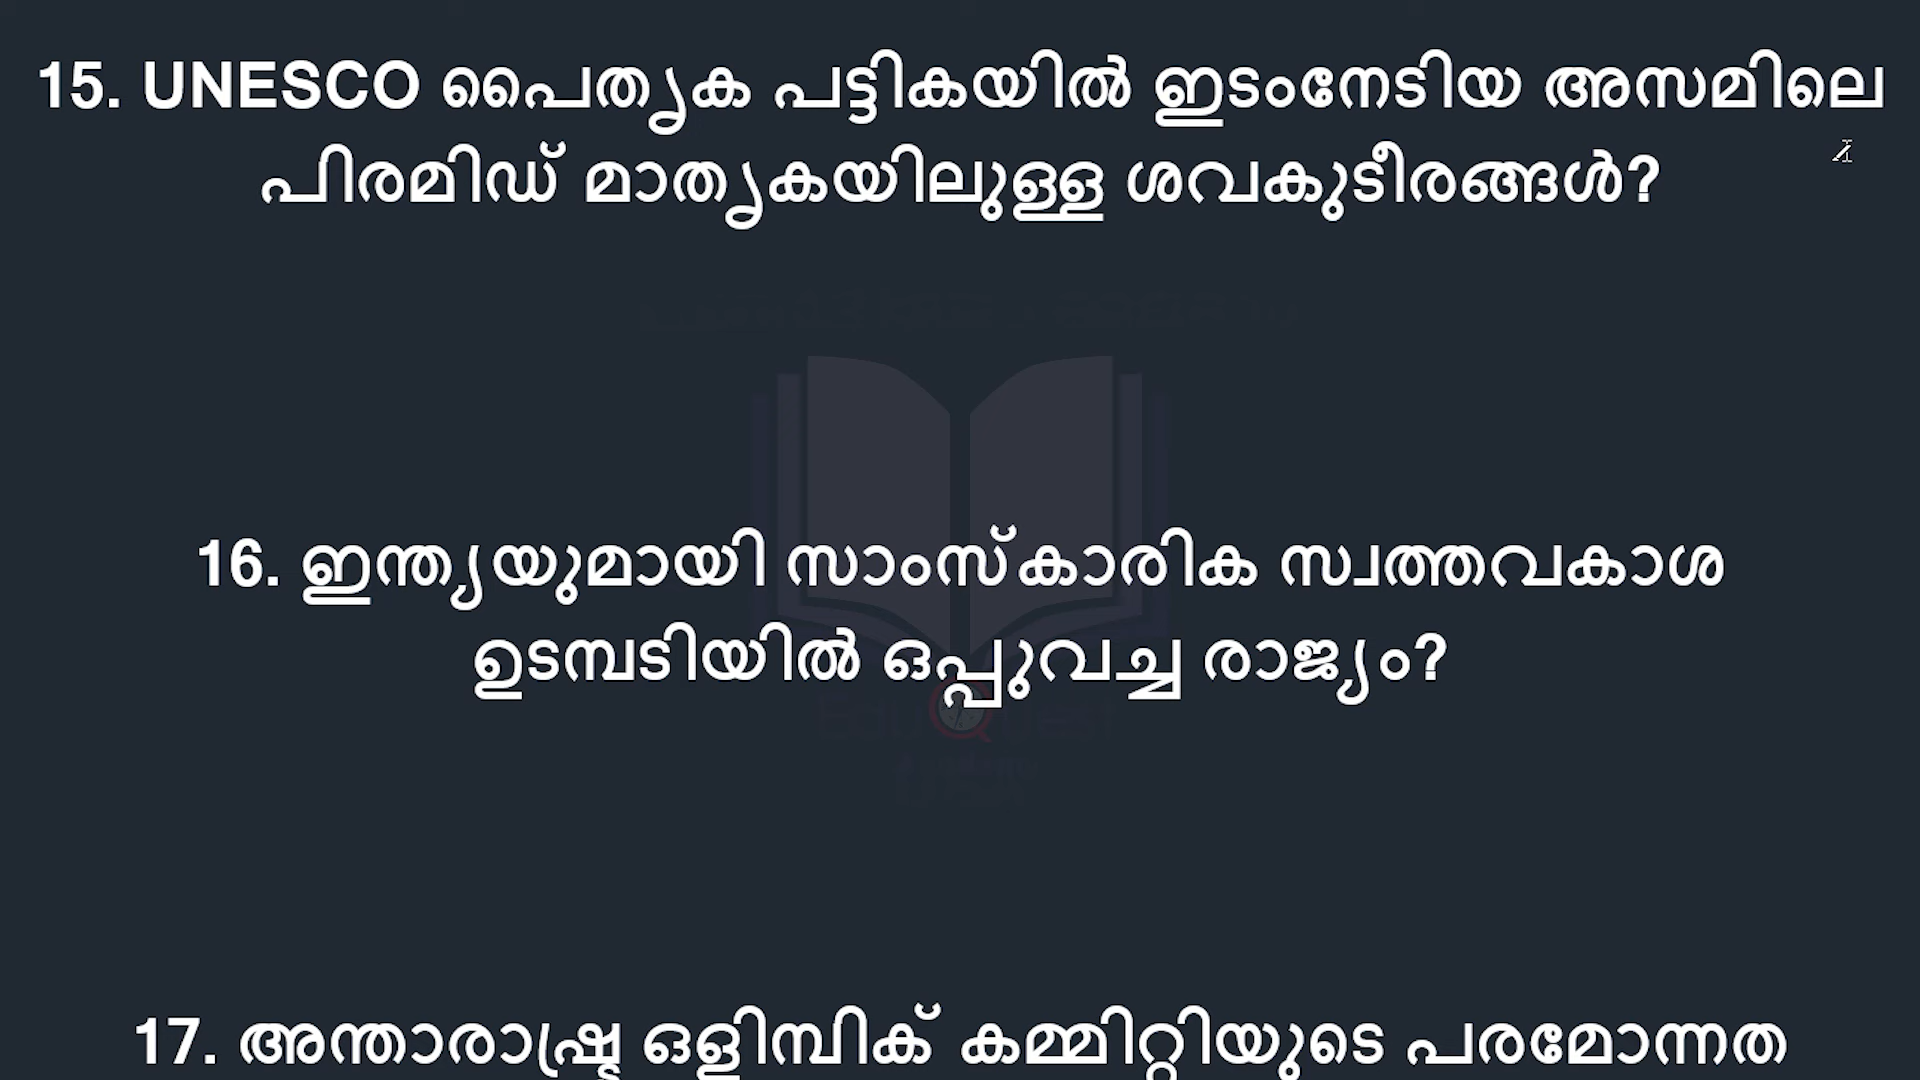 15. UNESCO പൈതൃക പട്ടികയിൽ ഇടംനേടിയ അസമിലെ
പിരമിഡ് മാതൃകയിലുള്ള ശവകുടീരങ്ങൾ?
16. ഇന്ത്യയുമായി സാംസ്കാരിക സ്വത്തവകാശ
ഉടമ്പടിയിൽ ഒപ്പുവച്ച രാജ്യം?
17. അന്താരാഷ്ട്ര ഒളിമ്പിക് കമ്മിറ്റിയുടെ പരമോന്നത